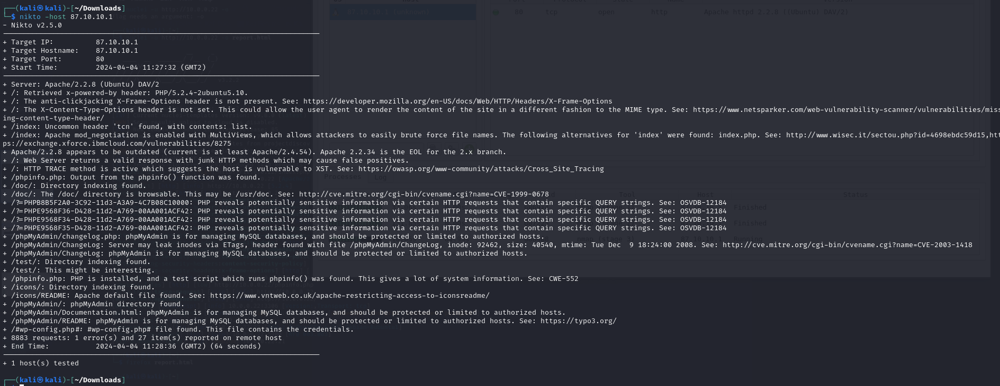 ┌──(kali㉿kali)-[~/Downloads]
└─$ nikto -host 87.10.10.1
- Nikto v2.5.0
---------------------------------------------------------------------------
+ Target IP:          87.10.10.1
+ Target Hostname:    87.10.10.1
+ Target Port:        80
+ Start Time:         2024-04-04 11:27:32 (GMT2)
---------------------------------------------------------------------------
+ Server: Apache/2.2.8 (Ubuntu) DAV/2
+ /: Retrieved x-powered-by header: PHP/5.2.4-2ubuntu5.10.
+ /: The anti-clickjacking X-Frame-Options header is not present. See: https://developer.mozilla.org/en-US/docs/Web/HTTP/Headers/X-Frame-Options
+ /: The X-Content-Type-Options header is not set. This could allow the user agent to render the content of the site in a different fashion to the MIME type. See: https://www.netsparker.com/web-vulnerability-scanner/vulnerabilities/miss
ing-content-type-header/
+ /index: Uncommon header 'tcn' found, with contents: list.
+ /index: Apache mod_negotiation is enabled with MultiViews, which allows attackers to easily brute force file names. The following alternatives for 'index' were found: index.php. See: http://www.wisec.it/sectou.php?id=4698ebdc59d15,htt
ps://exchange.xforce.ibmcloud.com/vulnerabilities/8275
+ Apache/2.2.8 appears to be outdated (current is at least Apache/2.4.54). Apache 2.2.34 is the EOL for the 2.x branch.
+ /: Web Server returns a valid response with junk HTTP methods which may cause false positives.
+ /: HTTP TRACE method is active which suggests the host is vulnerable to XST. See: https://owasp.org/www-community/attacks/Cross_Site_Tracing
+ /phpinfo.php: Output from the phpinfo() function was found.
+ /doc/: Directory indexing found.
+ /doc/: The /doc/ directory is browsable. This may be /usr/doc. See: http://cve.mitre.org/cgi-bin/cvename.cgi?name=CVE-1999-0678
+ /?=PHPB8B5F2A0-3C92-11d3-A3A9-4C7B08C10000: PHP reveals potentially sensitive information via certain HTTP requests that contain specific QUERY strings. See: OSVDB-12184
+ /?=PHPE9568F36-D428-11d2-A769-00AA001ACF42: PHP reveals potentially sensitive information via certain HTTP requests that contain specific QUERY strings. See: OSVDB-12184
+ /?=PHPE9568F34-D428-11d2-A769-00AA001ACF42: PHP reveals potentially sensitive information via certain HTTP requests that contain specific QUERY strings. See: OSVDB-12184
+ /?=PHPE9568F35-D428-11d2-A769-00AA001ACF42: PHP reveals potentially sensitive information via certain HTTP requests that contain specific QUERY strings. See: OSVDB-12184
+ /phpMyAdmin/changelog.php: phpMyAdmin is for managing MySQL databases, and should be protected or limited to authorized hosts.
+ /phpMyAdmin/ChangeLog: Server may leak inodes via ETags, header found with file /phpMyAdmin/ChangeLog, inode: 92462, size: 40540, mtime: Tue Dec  9 18:24:00 2008. See: http://cve.mitre.org/cgi-bin/cvename.cgi?name=CVE-2003-1418
+ /phpMyAdmin/ChangeLog: phpMyAdmin is for managing MySQL databases, and should be protected or limited to authorized hosts.
+ /test/: Directory indexing found.
+ /test/: This might be interesting.
+ /phpinfo.php: PHP is installed, and a test script which runs phpinfo() was found. This gives a lot of system information. See: CWE-552
+ /icons/: Directory indexing found.
+ /icons/README: Apache default file found. See: https://www.vntweb.co.uk/apache-restricting-access-to-iconsreadme/
+ /phpMyAdmin/: phpMyAdmin directory found.
+ /phpMyAdmin/Documentation.html: phpMyAdmin is for managing MySQL databases, and should be protected or limited to authorized hosts.
+ /phpMyAdmin/README: phpMyAdmin is for managing MySQL databases, and should be protected or limited to authorized hosts. See: https://typo3.org/
+ /#wp-config.php#: #wp-config.php# file found. This file contains the credentials.
+ 8883 requests: 1 error(s) and 27 item(s) reported on remote host
+ End Time:           2024-04-04 11:28:36 (GMT2) (64 seconds)
---------------------------------------------------------------------------
+ 1 host(s) tested
┌──(kali㉿kali)-[~/Downloads]
87.10.10.1 (unknown)
80 tcp open http Apache httpd 2.2.8 ((Ubuntu) DAV/2)
Processes Log
Tool Host Status
Finished
Finished
nmap (stage 3) 87.10.10.1 Running